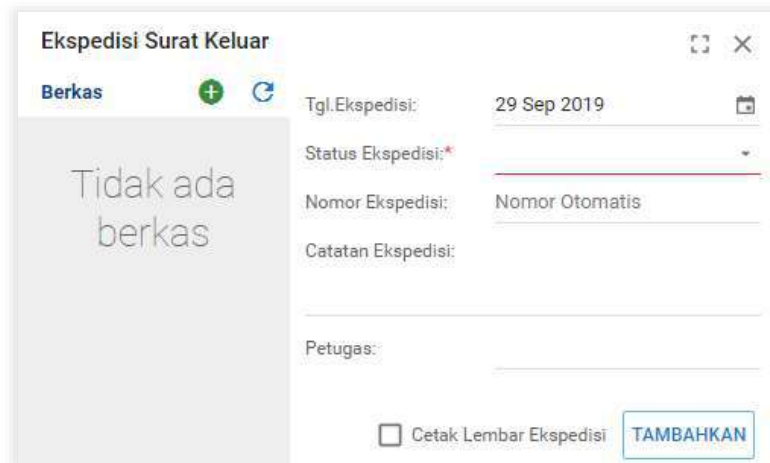 Ekspedisi Surat Keluar
Berkas
Tidak ada
berkas
Tgl.Ekspedisi: 29 Sep 2019
Status Ekspedisi:*
Nomor Ekspedisi: Nomor Otomatis
Catatan Ekspedisi:
Petugas:
Cetak Lembar Ekspedisi TAMBAHKAN